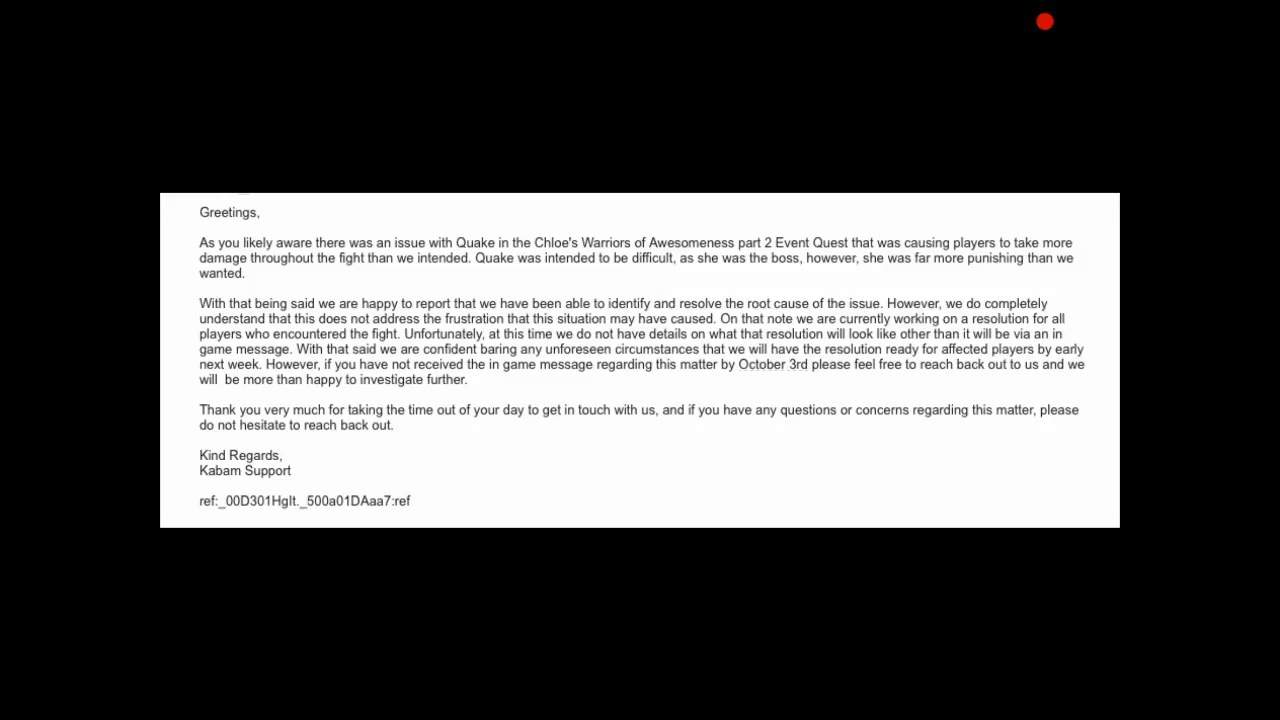 Greetings,
As you likely aware there was an issue with Quake in the Chloe's Warriors of Awesomeness part 2 Event Quest that was causing players to take more
damage throughout the fight than we intended. Quake was intended to be difficult, as she was the boss, however, she was far more punishing than we
wanted.
With that being said we are happy to report that we have been able to identify and resolve the root cause of the issue. However, we do completely
understand that this does not address the frustration that this situation may have caused. On that note we are currently working on a resolution for all
players who encountered the fight. Unfortunately, at this time we do not have details on what that resolution will look like other than it will be via an in
game message. With that said we are confident baring any unforeseen circumstances that we will have the resolution ready for affected players by early
next week. However, if you have not received the in game message regarding this matter by October 3rd please feel free to reach back out to us and we
will  be more than happy to investigate further.
Thank you very much for taking the time out of your day to get in touch with us, and if you have any questions or concerns regarding this matter, please
do not hesitate to reach back out.
Kind Regards,
Kabam Support
ref:_00D301HgIt._500a01DAaa7:ref